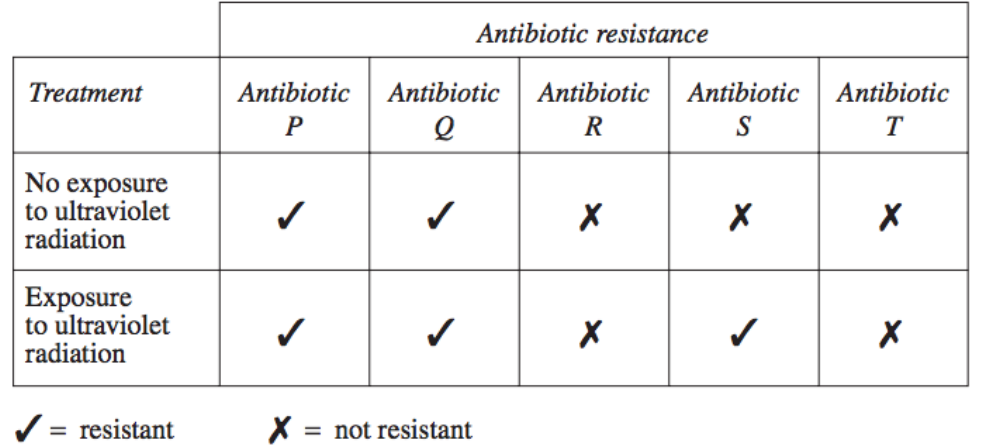 Antibiotic resistance
Treatment
Antibiotic
P
Antibiotic
Q
Antibiotic
R
Antibiotic
S
Antibiotic
T
No exposure
to ultraviolet
radiation
✓ ✓ ✗ ✗ ✗
Exposure
to ultraviolet
radiation
✓ ✓ ✗ ✓ ✗
✓ = resistant
✗ = not resistant